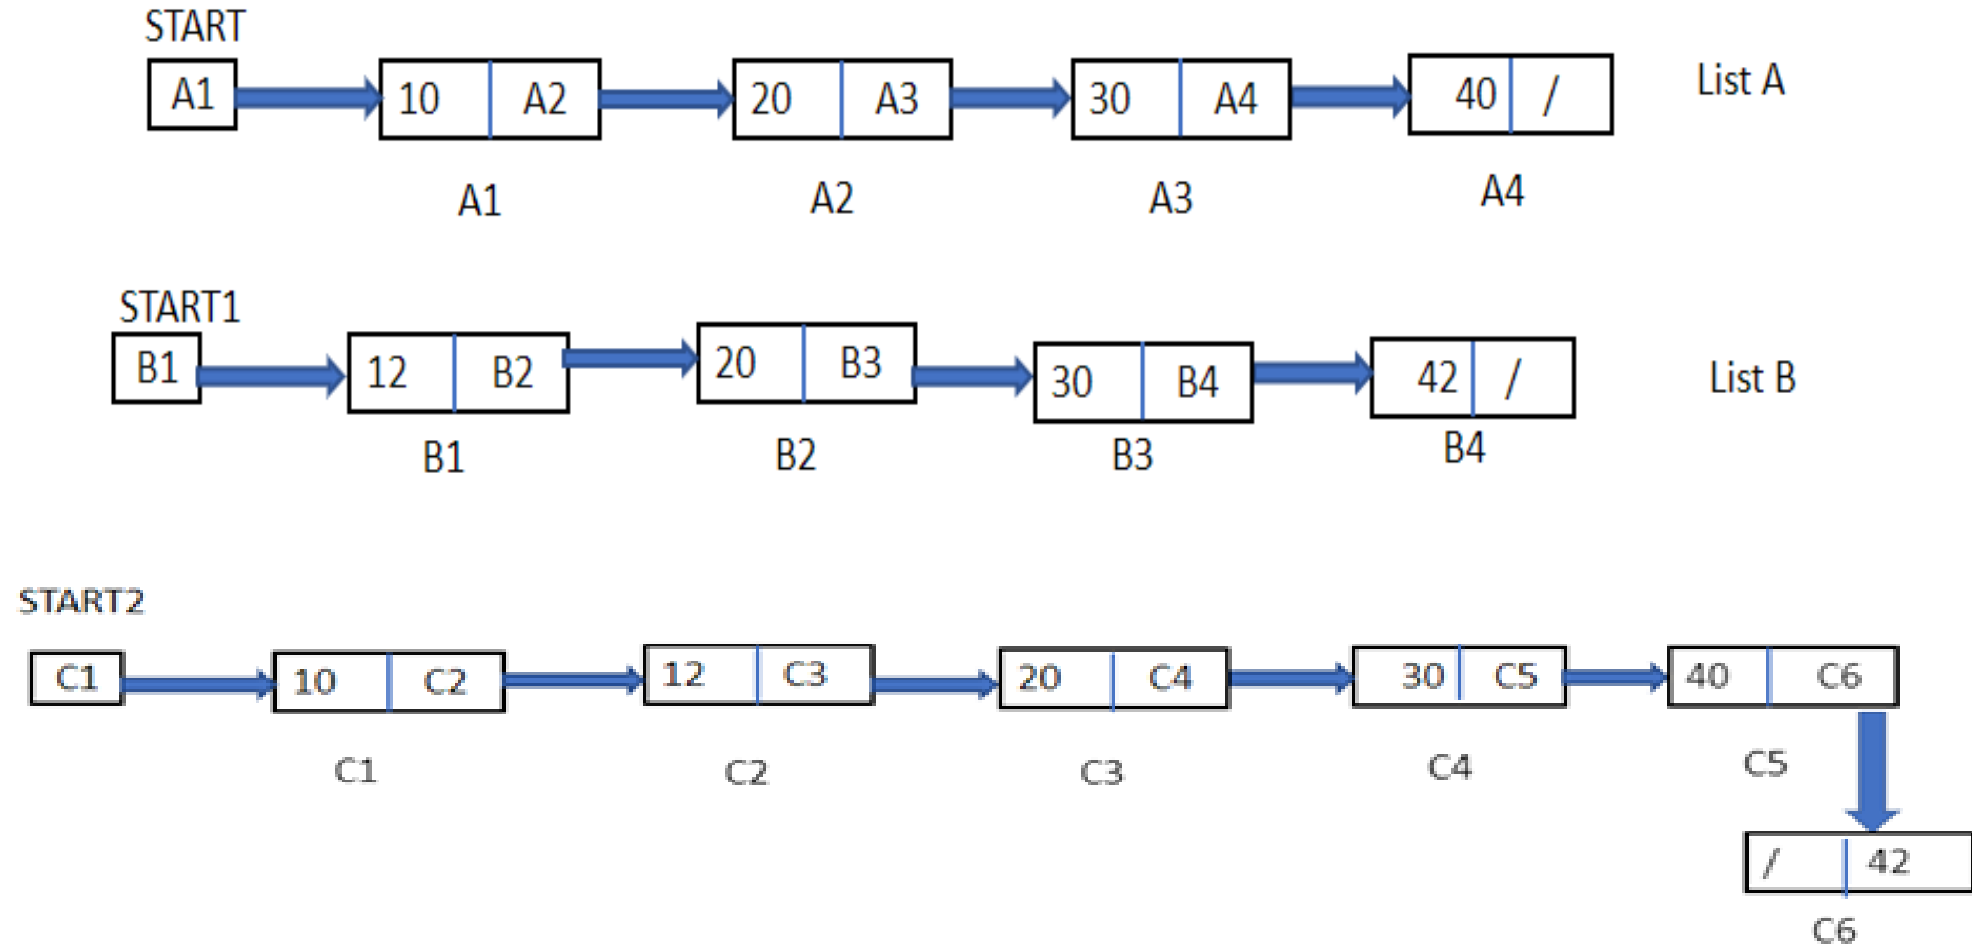 START
A1 10 A2 20 A3 30 A4 40 / List A
A1 A2 A3 A4
START1
B1 12 B2 20 B3 30 B4 42 / List B
B1 B2 B3 B4
START2
C1 10 C2 12 C3 20 C4 30 C5 40 C6
C1 C2 C3 C4 C5
/ 42
C6